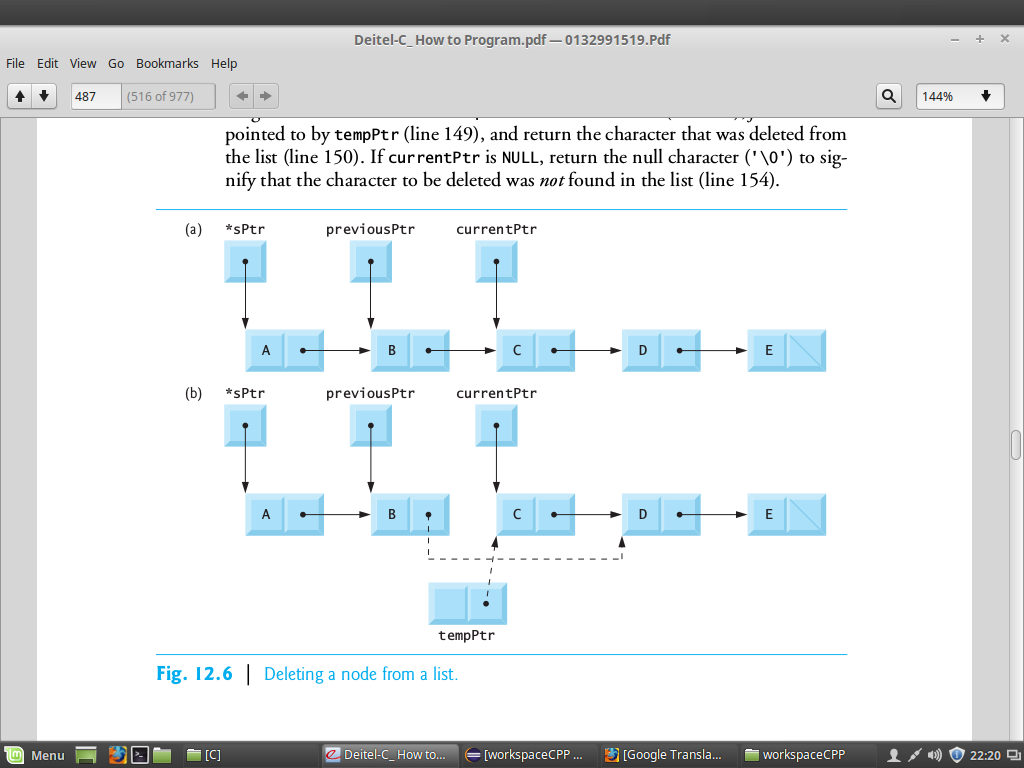 Deitel-C_ How to Program.pdf — 0132991519.Pdf
File Edit View Go Bookmarks Help
487 (516 of 977) 144%
pointed to by tempPtr (line 149), and return the character that was deleted from
the list (line 150). If currentPtr is NULL, return the null character ('\0') to sig-
nify that the character to be deleted was not found in the list (line 154).
(a) *sPtr previousPtr currentPtr
A B C D E
(b) *sPtr previousPtr currentPtr
A B C D E
tempPtr
Fig. 12.6 | Deleting a node from a list.
Menu [C] Deitel-C_ How to... [workspaceCPP ... [Google Transla... workspaceCPP 22:20